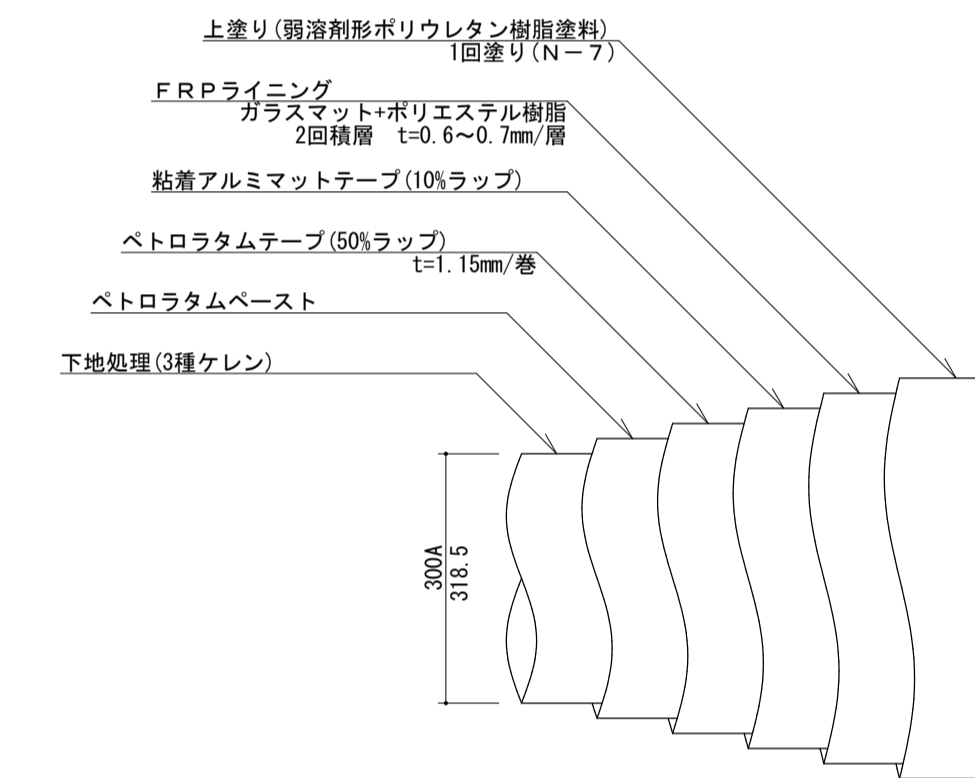 上塗り(弱溶剤形ポリウレタン樹脂塗料)
1回塗り(N－7)
FRPライニング
ガラスマット+ポリエステル樹脂
2回積層　t=0.6～0.7mm/層
粘着アルミマットテープ(10%ラップ)
ペトロラタムテープ(50%ラップ)
t=1.15mm/巻
ペトロラタムペースト
下地処理(3種ケレン)
300A
318.5